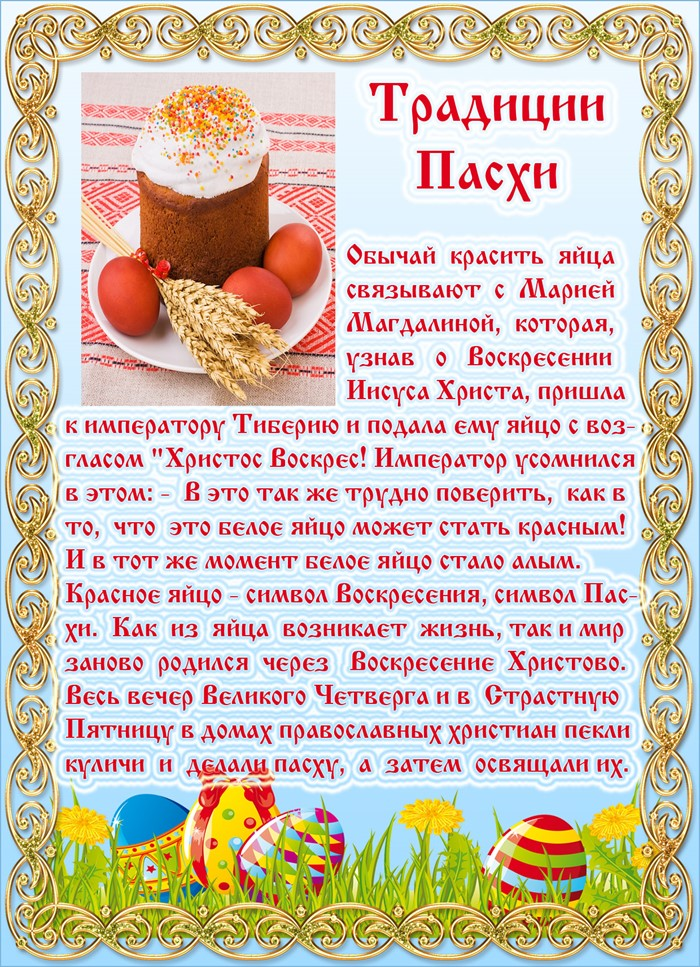 Традиции
Пасхи
Обычай красить яйца
связывают с Марией
Магдалиной, которая,
узнав о Воскресении
Иисуса Христа, пришла
к императору Тиберию и подала ему яйцо с воз-
гласом "Христос Воскрес! Император усомнился
в этом: - В это так же трудно поверить, как в
то, что это белое яйцо может стать красным!
И в тот же момент белое яйцо стало алым.
Красное яйцо - символ Воскресения, символ Пас-
хи. Как из яйца возникает жизнь, так и мир
заново родился через Воскресение Христово.
Весь вечер Великого Четверга и в Страстную
Пятницу в домах православных христиан пекли
куличи и делали пасху, а затем освящали их.